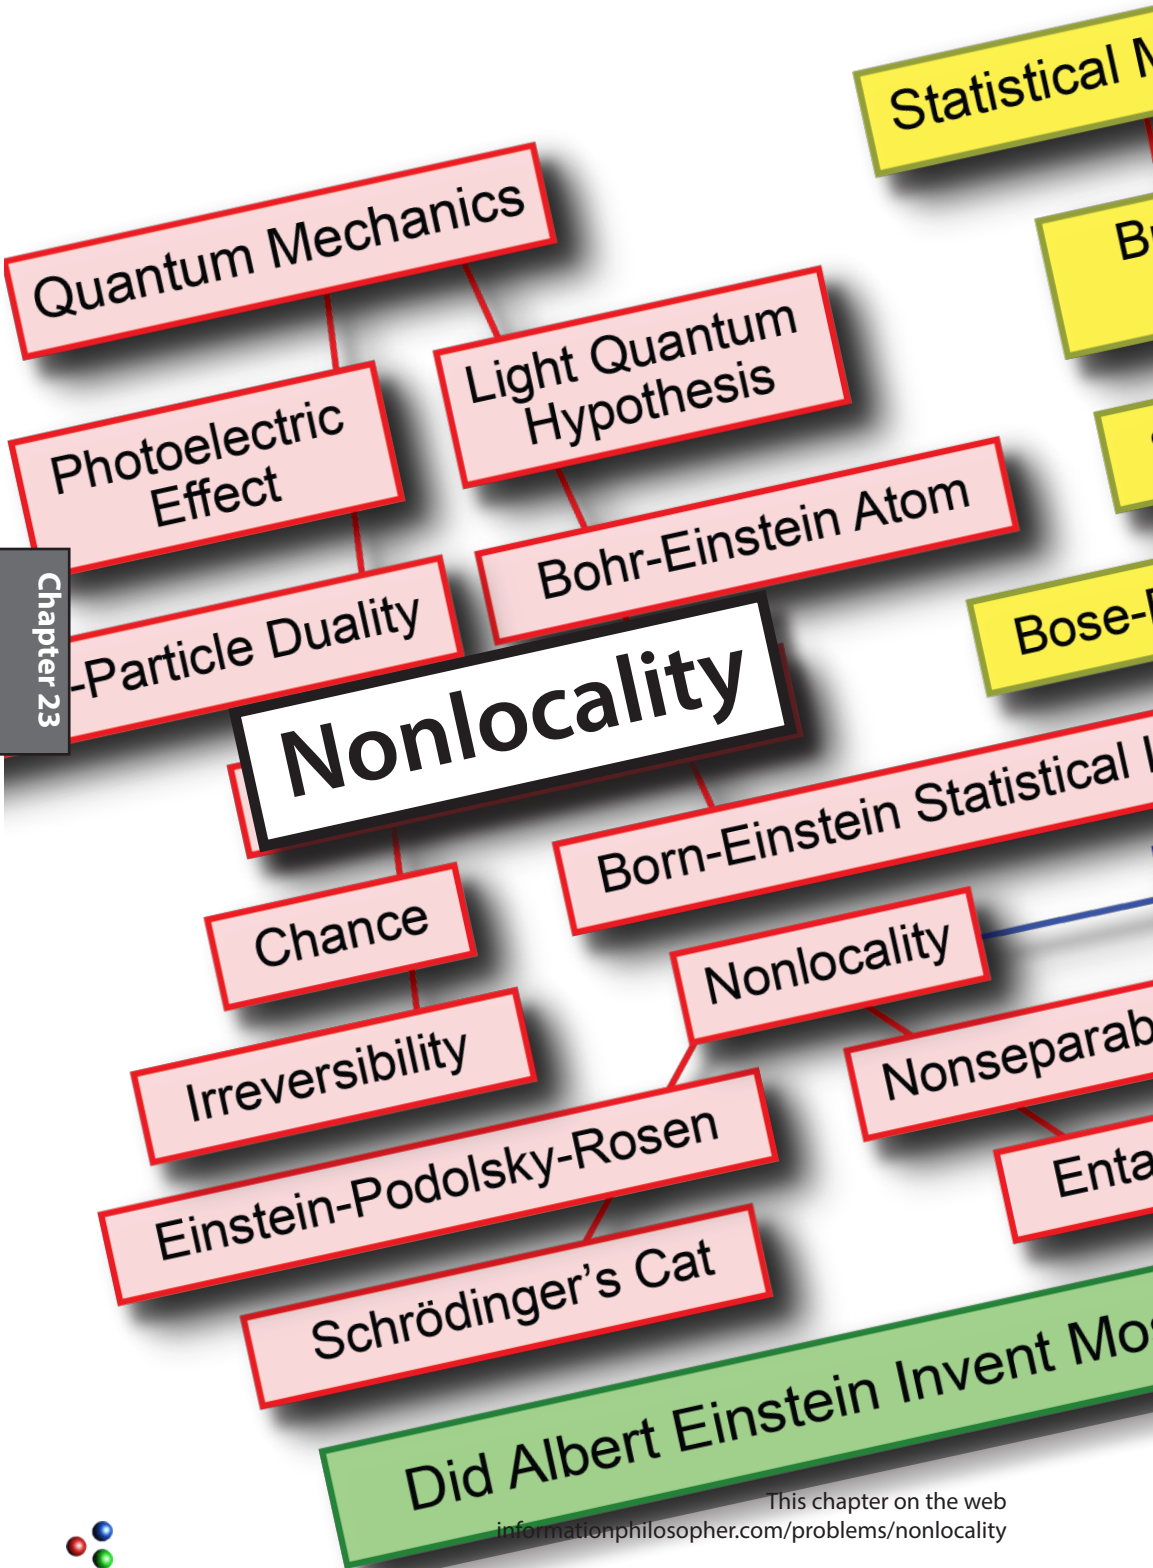 Statistical
Quantum Mechanics
Light Quantum
Hypothesis
Photoelectric
Effect
Bohr-Einstein Atom
-Particle Duality
Chapter 23
Bose-
Nonlocality
Born-Einstein Statistical
Chance
Nonlocality
Irreversibility
Nonseparab
Einstein-Podolsky-Rosen
Enta
Schrödinger’s Cat
Did Albert Einstein Invent Mos
This chapter on the web
informationphilosopher.com/problems/nonlocality